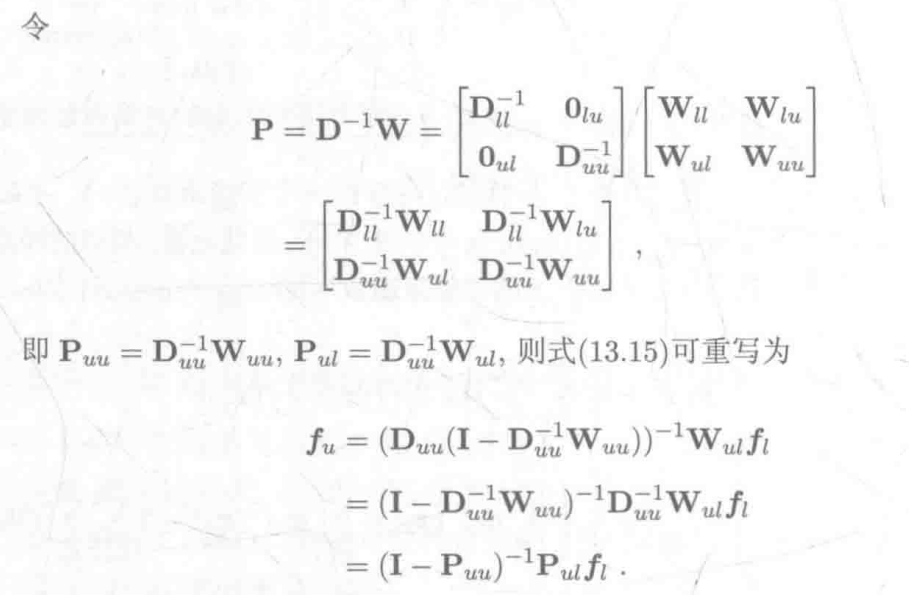 令
$$\mathbf{P} = \mathbf{D}^{-1}\mathbf{W} = \begin{bmatrix} \mathbf{D}_{ll}^{-1} & \mathbf{0}_{lu} \\ \mathbf{0}_{ul} & \mathbf{D}_{uu}^{-1} \end{bmatrix} \begin{bmatrix} \mathbf{W}_{ll} & \mathbf{W}_{lu} \\ \mathbf{W}_{ul} & \mathbf{W}_{uu} \end{bmatrix}$$
$$= \begin{bmatrix} \mathbf{D}_{ll}^{-1}\mathbf{W}_{ll} & \mathbf{D}_{ll}^{-1}\mathbf{W}_{lu} \\ \mathbf{D}_{uu}^{-1}\mathbf{W}_{ul} & \mathbf{D}_{uu}^{-1}\mathbf{W}_{uu} \end{bmatrix} ,$$
即 $\mathbf{P}_{uu} = \mathbf{D}_{uu}^{-1}\mathbf{W}_{uu}$, $\mathbf{P}_{ul} = \mathbf{D}_{uu}^{-1}\mathbf{W}_{ul}$, 则式(13.15)可重写为
$$\boldsymbol{f}_u = (\mathbf{D}_{uu}(\mathbf{I} - \mathbf{D}_{uu}^{-1}\mathbf{W}_{uu}))^{-1}\mathbf{W}_{ul}\boldsymbol{f}_l$$
$$= (\mathbf{I} - \mathbf{D}_{uu}^{-1}\mathbf{W}_{uu})^{-1}\mathbf{D}_{uu}^{-1}\mathbf{W}_{ul}\boldsymbol{f}_l$$
$$= (\mathbf{I} - \mathbf{P}_{uu})^{-1}\mathbf{P}_{ul}\boldsymbol{f}_l .$$